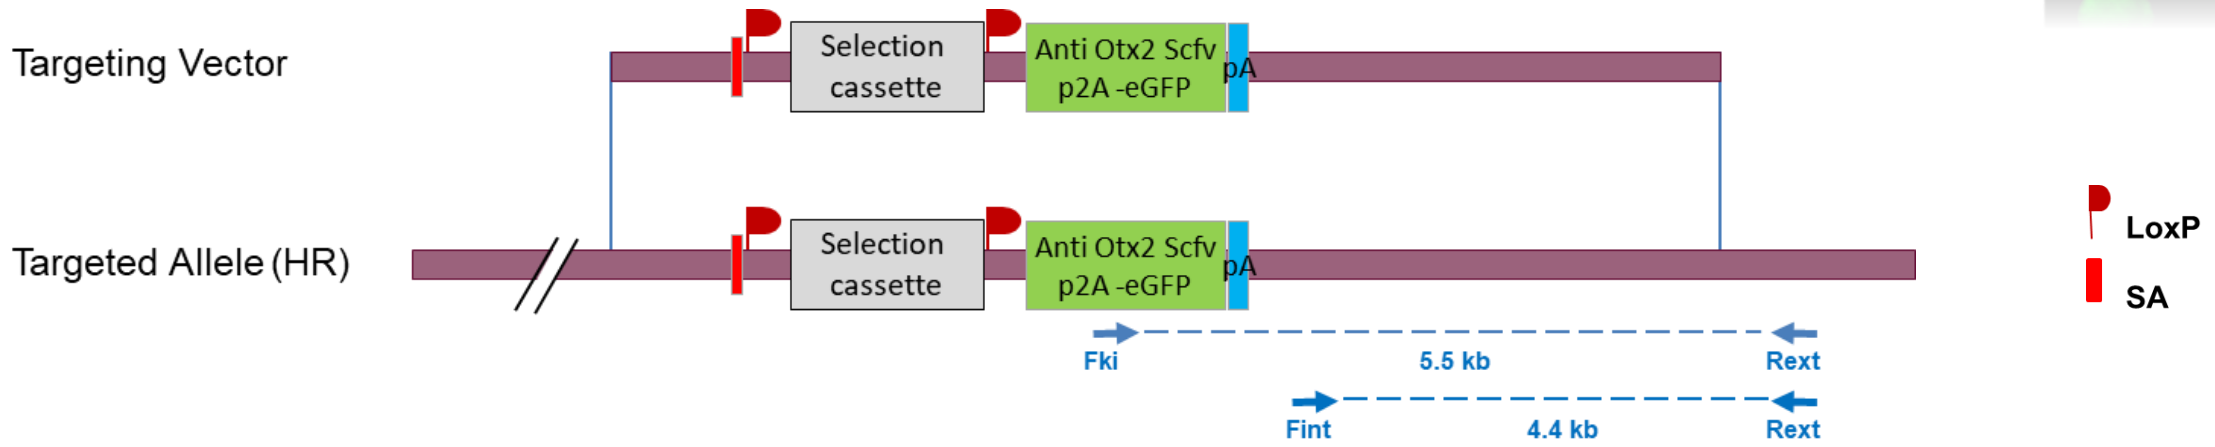 Targeting Vector
Selection
cassette
Anti Otx2 Scfv
p2A -eGFP
pA
Targeted Allele (HR)
Selection
cassette
Anti Otx2 Scfv
p2A -eGFP
pA
LoxP
SA
Fki
5.5 kb
Rext
Fint
4.4 kb
Rext